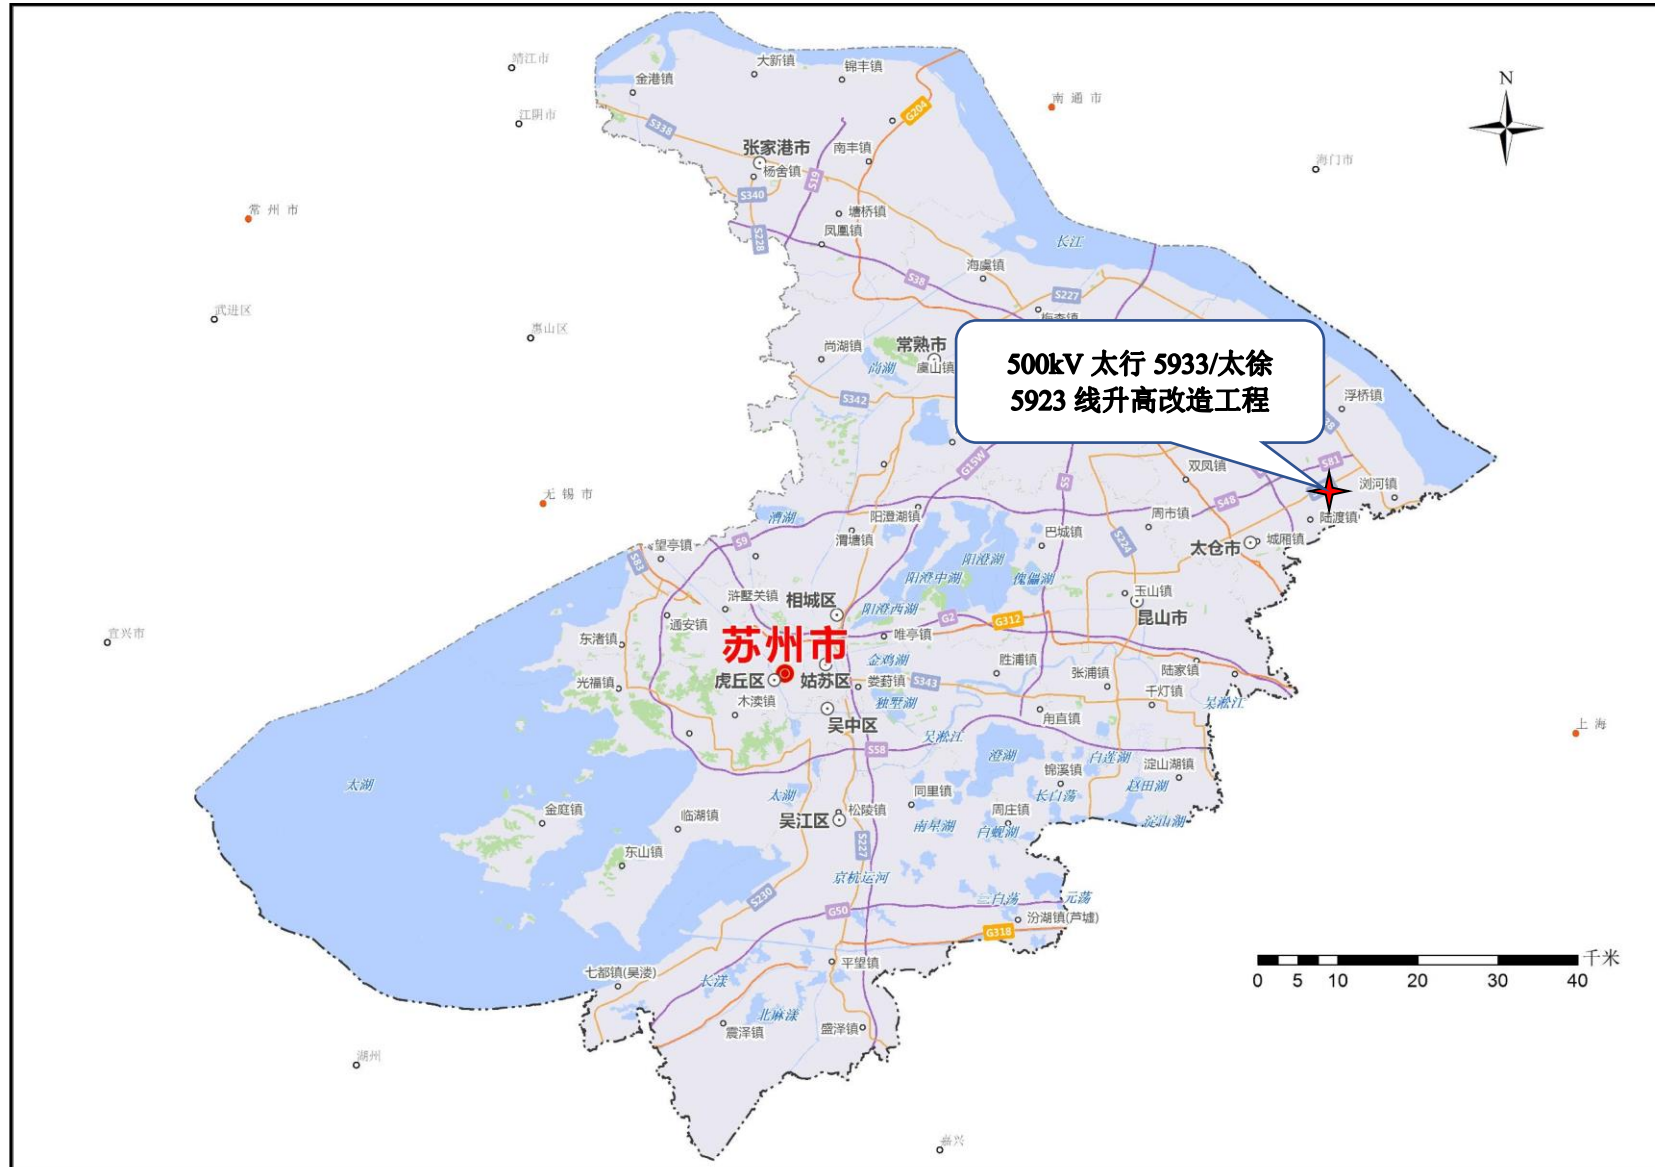 靖江市
大新镇
锦丰镇
金港镇
江阴市
南通市
N
G204
S338
张家港市
南丰镇
海门市
杨舍镇
S19
S340
常州市
塘桥镇
凤凰镇
S228
长江
海虞镇
S38
S227
武进区
惠山区
梅李镇
尚湖镇
常熟市
虞山镇
尚湖
500kV 太行 5933/太徐
5923 线升高改造工程
S342
浮桥镇
G15W
双凤镇
S81
S5
S48
浏河镇
无锡市
漕湖
阳澄湖镇
周市镇
陆渡镇
巴城镇
渭塘镇
S224
太仓市
城厢镇
S9
望亭镇
S83
阳澄湖
阳澄中湖
傀儡湖
浒墅关镇
相城区
阳澄西湖
玉山镇
昆山市
通安镇
G2
G312
宜兴市
东渚镇
苏州市
唯亭镇
金鸡湖
胜浦镇
张浦镇
陆家镇
光福镇
虎丘区
姑苏区
娄葑镇
S343
千灯镇
木渎镇
独墅湖
吴淞江
吴中区
甪直镇
上海
吴淞江
S58
澄湖
白莲湖
淀山湖镇
锦溪镇
太湖
太湖
长白荡
赵田湖
同里镇
周庄镇
金庭镇
临湖镇
吴江区
松陵镇
南星湖
白蚬湖
淀山湖
东山镇
S227
京杭运河
S230
三白荡
元荡
G50
汾湖镇(芦墟)
G318
七都镇(吴溇)
长漾
平望镇
千米
0 5 10 20 30 40
北麻漾
震泽镇
盛泽镇
湖州
嘉兴